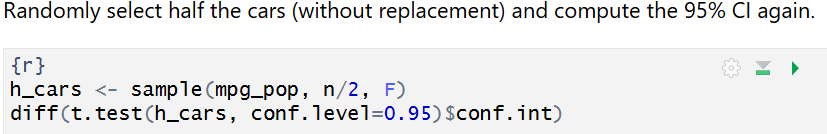 Randomly select half the cars (without replacement) and compute the 95% CI again.
{r}
h_cars <- sample(mpg_pop, n/2, F)
diff(t.test(h_cars, conf.level=0.95)$conf.int)